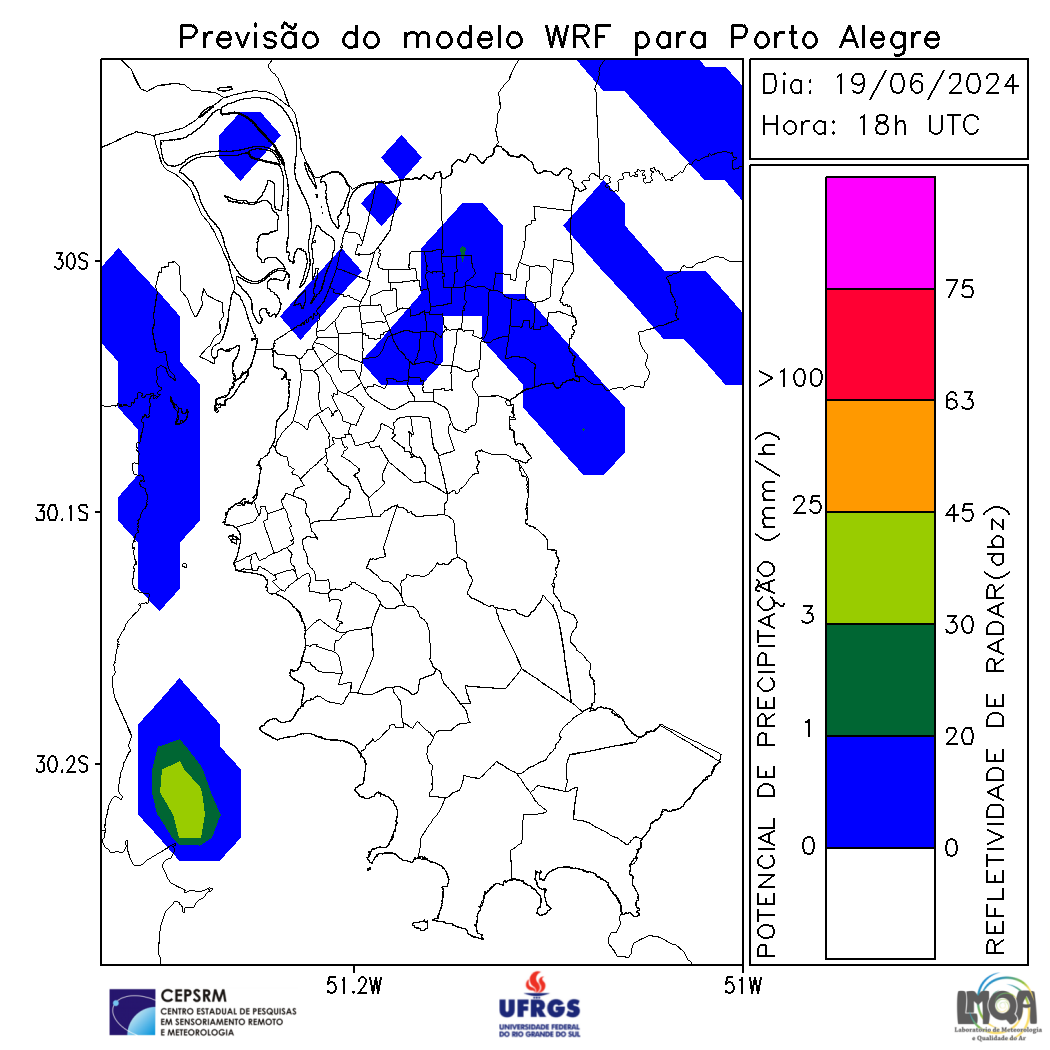 Previsão do modelo WRF para Porto Alegre
Dia: 19/06/2024
Hora: 18h UTC
30S
30.1S
30.2S
51.2W
51W
POTENCIAL DE PRECIPITAÇÃO (mm/h)
>100
25
3
1
0
75
63
45
30
20
0
REFLETIVIDADE DE RADAR(dbz)
CEPSRM
CENTRO ESTADUAL DE PESQUISAS
EM SENSORIAMENTO REMOTO
E METEOROLOGIA
UFRGS
UNIVERSIDADE FEDERAL
DO RIO GRANDE DO SUL
LMQA
Laboratório de Meteorologia
e Qualidade do Ar